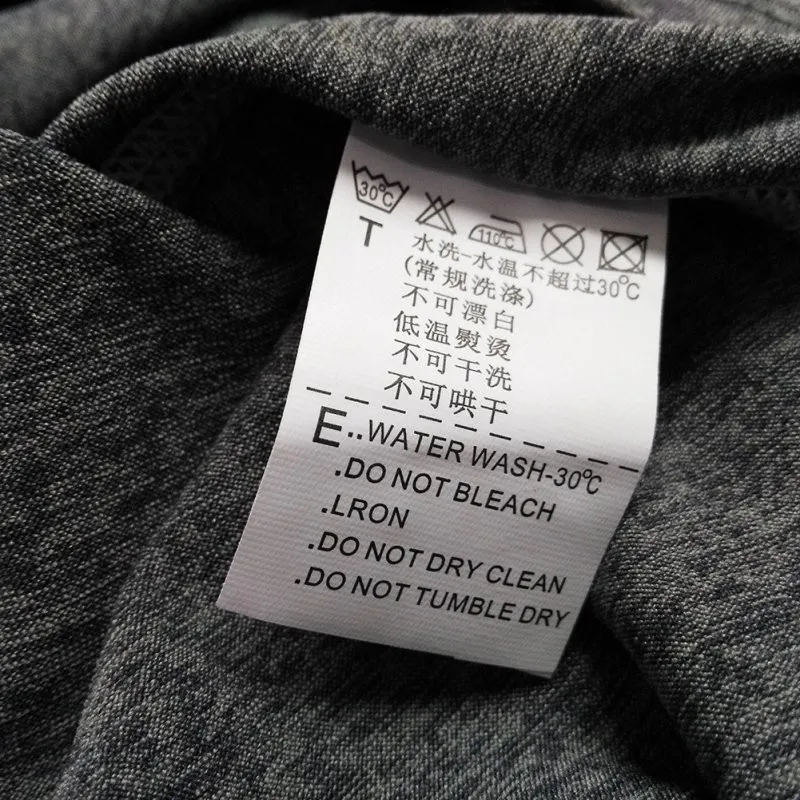 30℃ 110℃
T 水洗-水温不超过30℃
(常规洗涤)
不可漂白
低温熨烫
不可干洗
不可哄干
E..WATER WASH-30℃
.DO NOT BLEACH
.LRON
.DO NOT DRY CLEAN
.DO NOT TUMBLE DRY